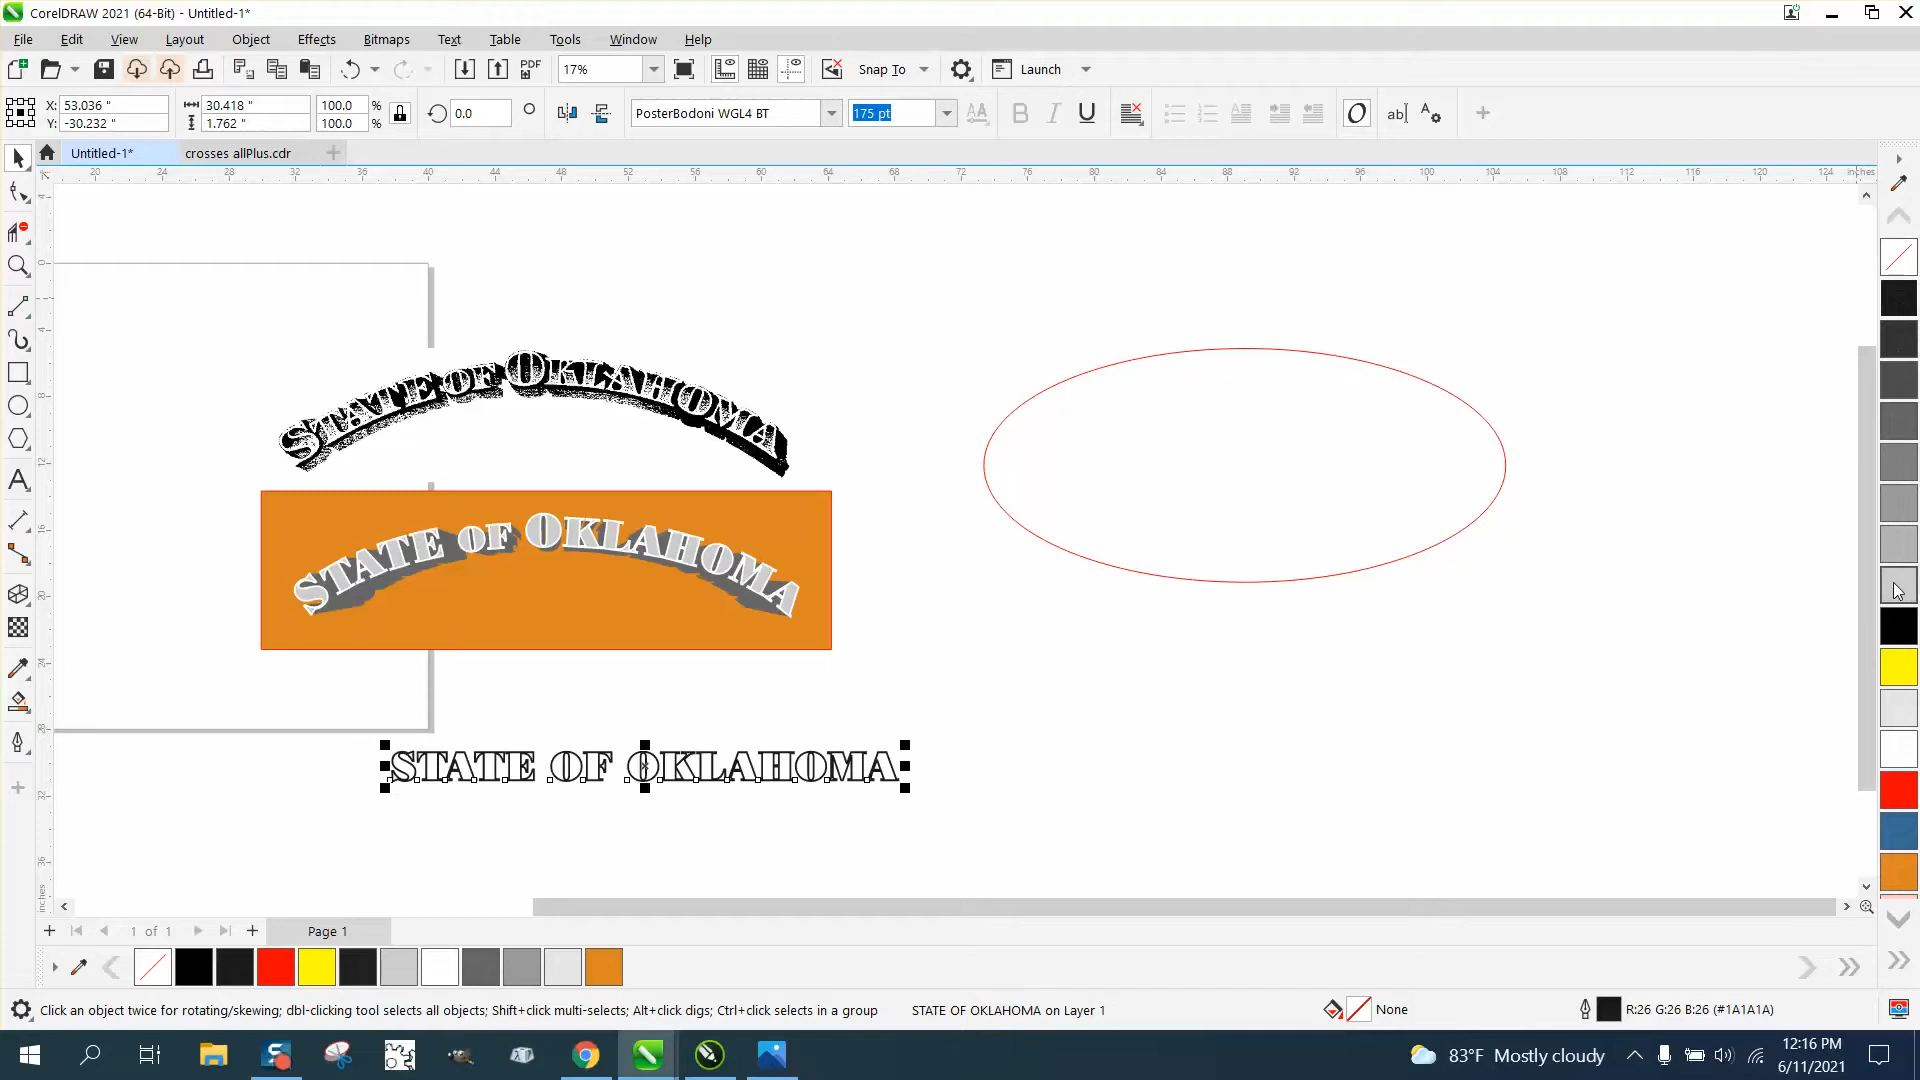 CorelDRAW 2021 (64-Bit) - Untitled-1*
File Edit View Layout Object Effects Bitmaps Text Table Tools Window Help
PDF 17% Snap To Launch
X: 53.036 " 30.418 " 100.0 % 0.0 PosterBodoni WGL4 BT 175 pt
Y: -30.232 " 1.762 " 100.0 %
Untitled-1* crosses allPlus.cdr
20 24 28 32 36 40 44 48 52 56 60 64 68 72 76 80 84 88 92 96 100 104 108 112 116 120 124 inches
STATE OF OKLAHOMA
STATE OF OKLAHOMA
STATE OF OKLAHOMA
1 of 1 Page 1
Click an object twice for rotating/skewing; dbl-clicking tool selects all objects; Shift+click multi-selects; Alt+click digs; Ctrl+click selects in a group STATE OF OKLAHOMA on Layer 1 None R:26 G:26 B:26 (#1A1A1A)
83°F Mostly cloudy 12:16 PM
6/11/2021